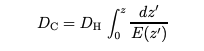 D_C = D_H ∫_0^z dz′/E(z′)